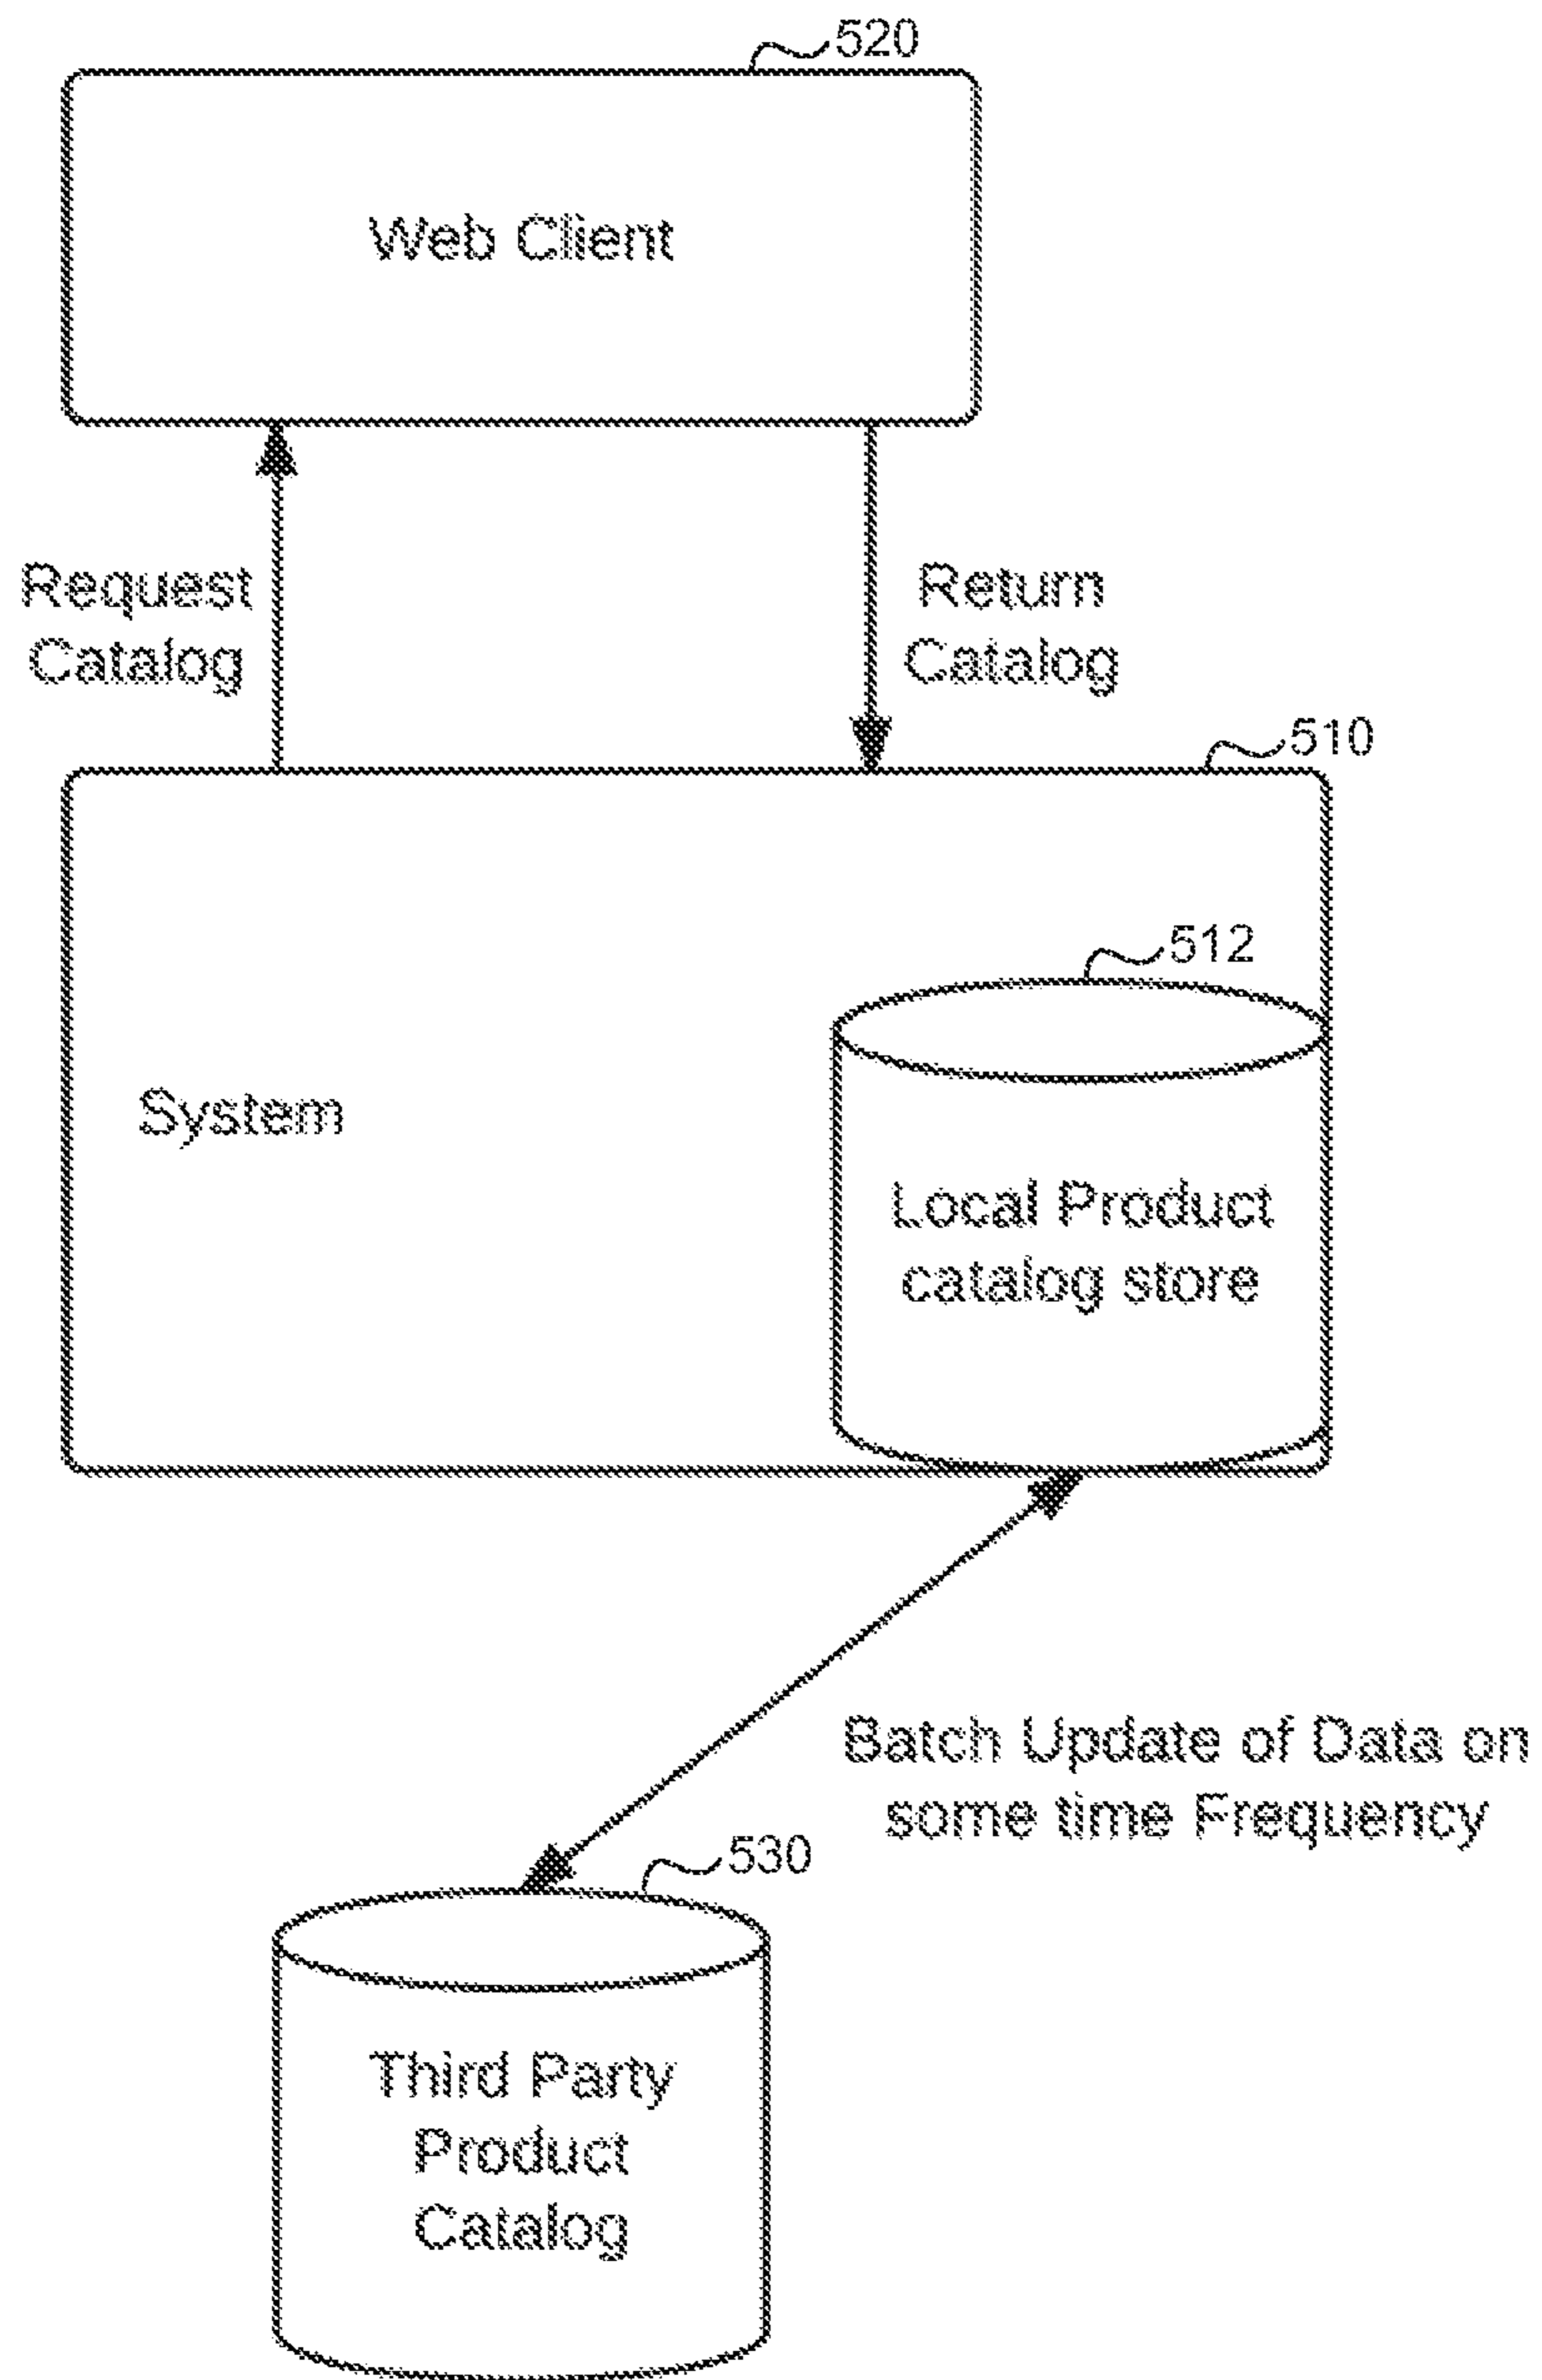 520
Web Client
Request
Catalog
Return
Catalog
510
512
System
Local Product
catalog store
Batch Update of Data on
some time Frequency
530
Third Party
Product
Catalog